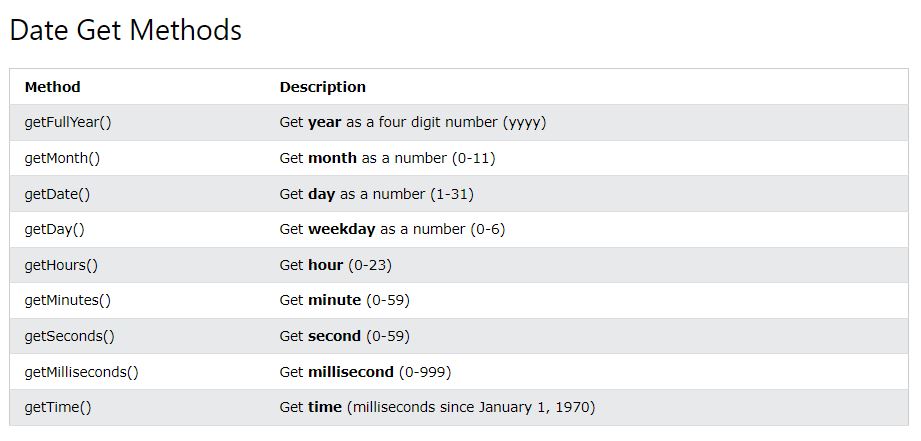 Date Get Methods
Method Description
getFullYear() Get year as a four digit number (yyyy)
getMonth() Get month as a number (0-11)
getDate() Get day as a number (1-31)
getDay() Get weekday as a number (0-6)
getHours() Get hour (0-23)
getMinutes() Get minute (0-59)
getSeconds() Get second (0-59)
getMilliseconds() Get millisecond (0-999)
getTime() Get time (milliseconds since January 1, 1970)